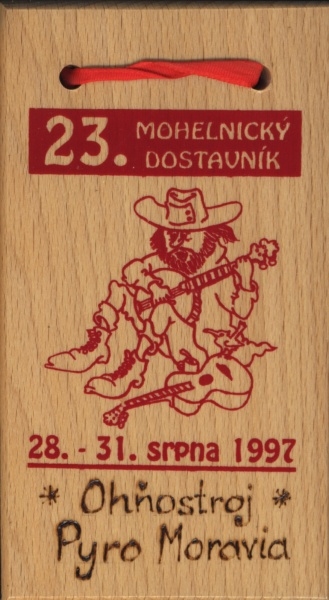 23. MOHELNICKÝ
DOSTAVNÍK
28. - 31. srpna 1997
* Ohňostroj *
Pyro Moravia